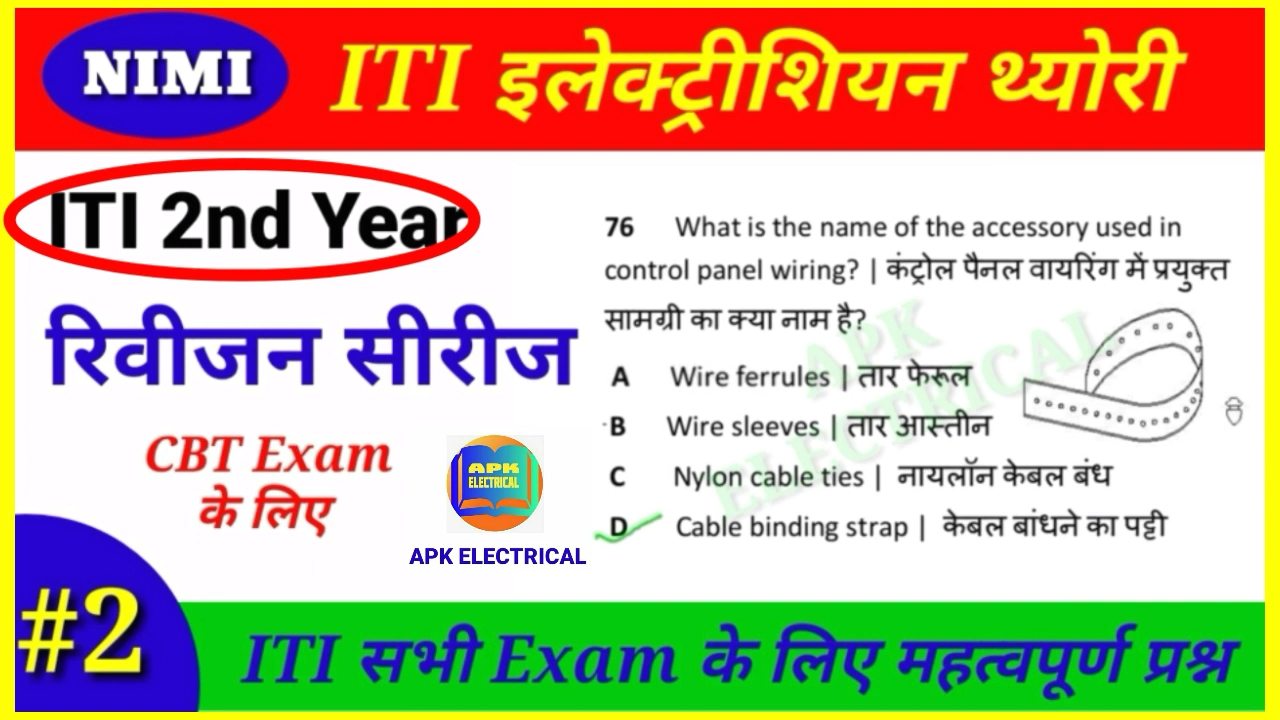 NIMI
ITI इलेक्ट्रीशियन थ्योरी
ITI 2nd Year
रिवीजन सीरीज
CBT Exam
के लिए
APK
ELECTRICAL
APK ELECTRICAL
76 What is the name of the accessory used in
control panel wiring? | कंट्रोल पैनल वायरिंग में प्रयुक्त
सामग्री का क्या नाम है?
A Wire ferrules | तार फेरूल
B Wire sleeves | तार आस्तीन
C Nylon cable ties | नायलॉन केबल बंध
D Cable binding strap | केबल बांधने का पट्टी
APK
ELECTRICAL
#2
ITI सभी Exam के लिए महत्वपूर्ण प्रश्न